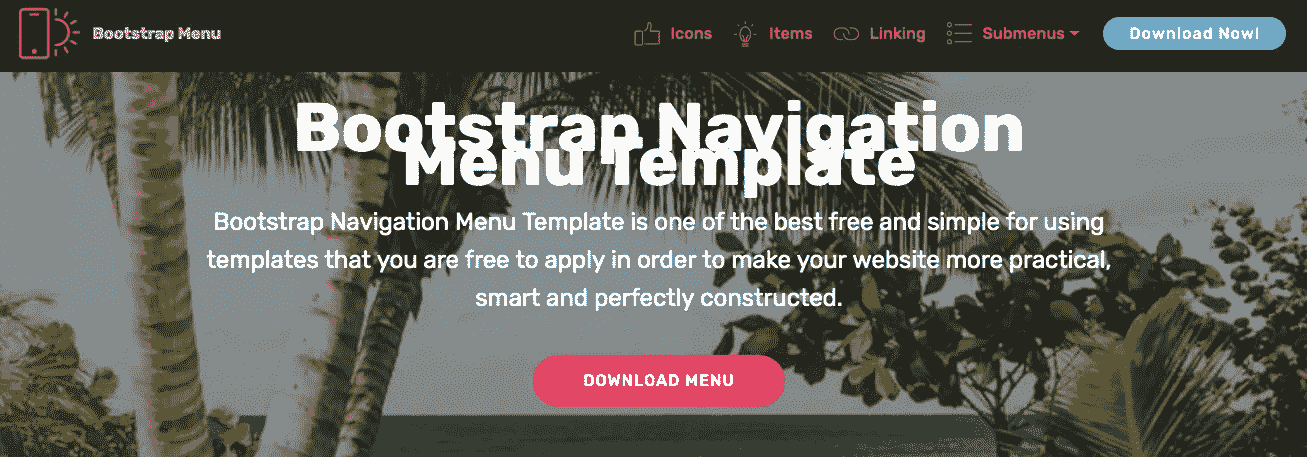 Bootstrap Menu
Icons
Items
Linking
Submenus
Download Now!
Bootstrap Navigation
Menu Template
Bootstrap Navigation Menu Template is one of the best free and simple for using
templates that you are free to apply in order to make your website more practical,
smart and perfectly constructed.
DOWNLOAD MENU